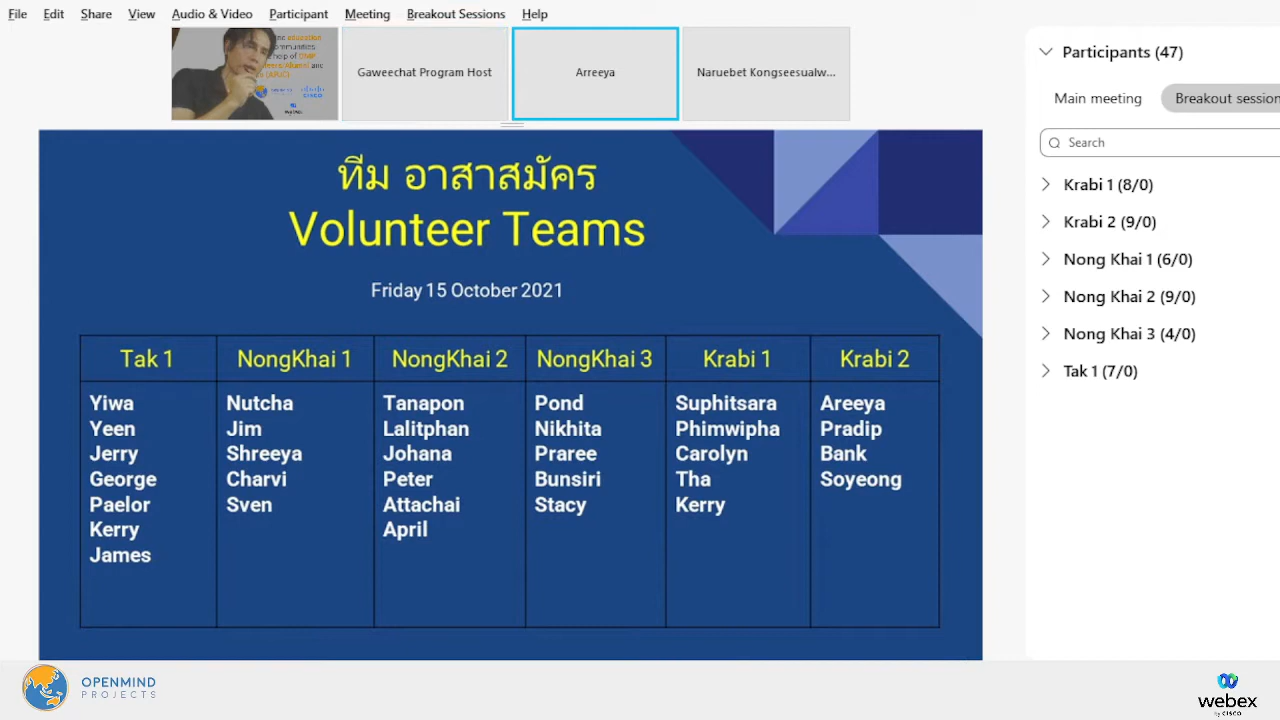 File Edit Share View Audio & Video Participant Meeting Breakout Sessions Help
Gaweechat Program Host
Arreeya
Naruebet Kongseesualw...
ทีม อาสาสมัคร
Volunteer Teams
Friday 15 October 2021
Tak 1
Yiwa
Yeen
Jerry
George
Paelor
Kerry
James
NongKhai 1
Nutcha
Jim
Shreeya
Charvi
Sven
NongKhai 2
Tanapon
Lalitphan
Johana
Peter
Attachai
April
NongKhai 3
Pond
Nikhita
Praree
Bunsiri
Stacy
Krabi 1
Suphitsara
Phimwipha
Carolyn
Tha
Kerry
Krabi 2
Areeya
Pradip
Bank
Soyeong
Participants (47)
Main meeting
Breakout session
Search
Krabi 1 (8/0)
Krabi 2 (9/0)
Nong Khai 1 (6/0)
Nong Khai 2 (9/0)
Nong Khai 3 (4/0)
Tak 1 (7/0)
OPENMIND
PROJECTS
webex
by CISCO